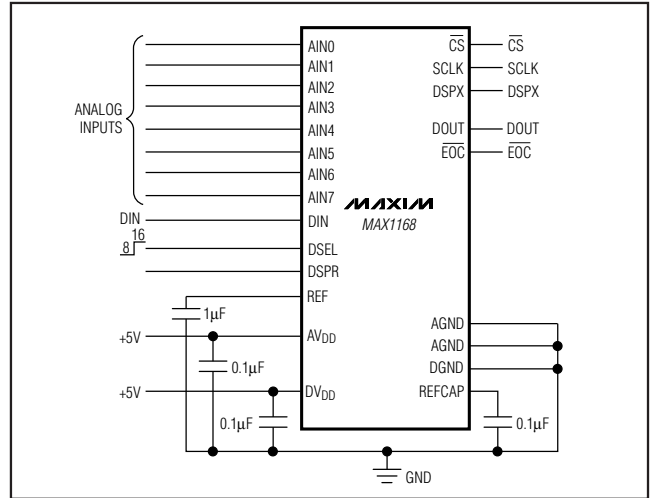 AIN0
AIN1
AIN2
AIN3
AIN4
AIN5
AIN6
AIN7
ANALOG
INPUTS
DIN
DIN
16
8
DSEL
DSPR
REF
1µF
+5V
AVDD
0.1µF
+5V
DVDD
0.1µF
MAXIM
MAX1168
CS
CS
SCLK
SCLK
DSPX
DSPX
DOUT
DOUT
EOC
EOC
AGND
AGND
DGND
REFCAP
0.1µF
GND